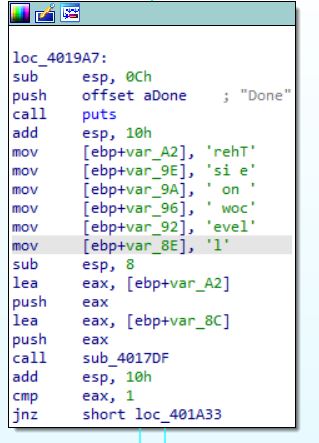 loc_4019A7:
sub esp, 0Ch
push offset aDone ; "Done"
call puts
add esp, 10h
mov [ebp+var_A2], 'rehT'
mov [ebp+var_9E], 'si e'
mov [ebp+var_9A], ' on '
mov [ebp+var_96], ' woc'
mov [ebp+var_92], 'evel'
mov [ebp+var_8E], 'l'
sub esp, 8
lea eax, [ebp+var_A2]
push eax
lea eax, [ebp+var_8C]
push eax
call sub_4017DF
add esp, 10h
cmp eax, 1
jnz short loc_401A33